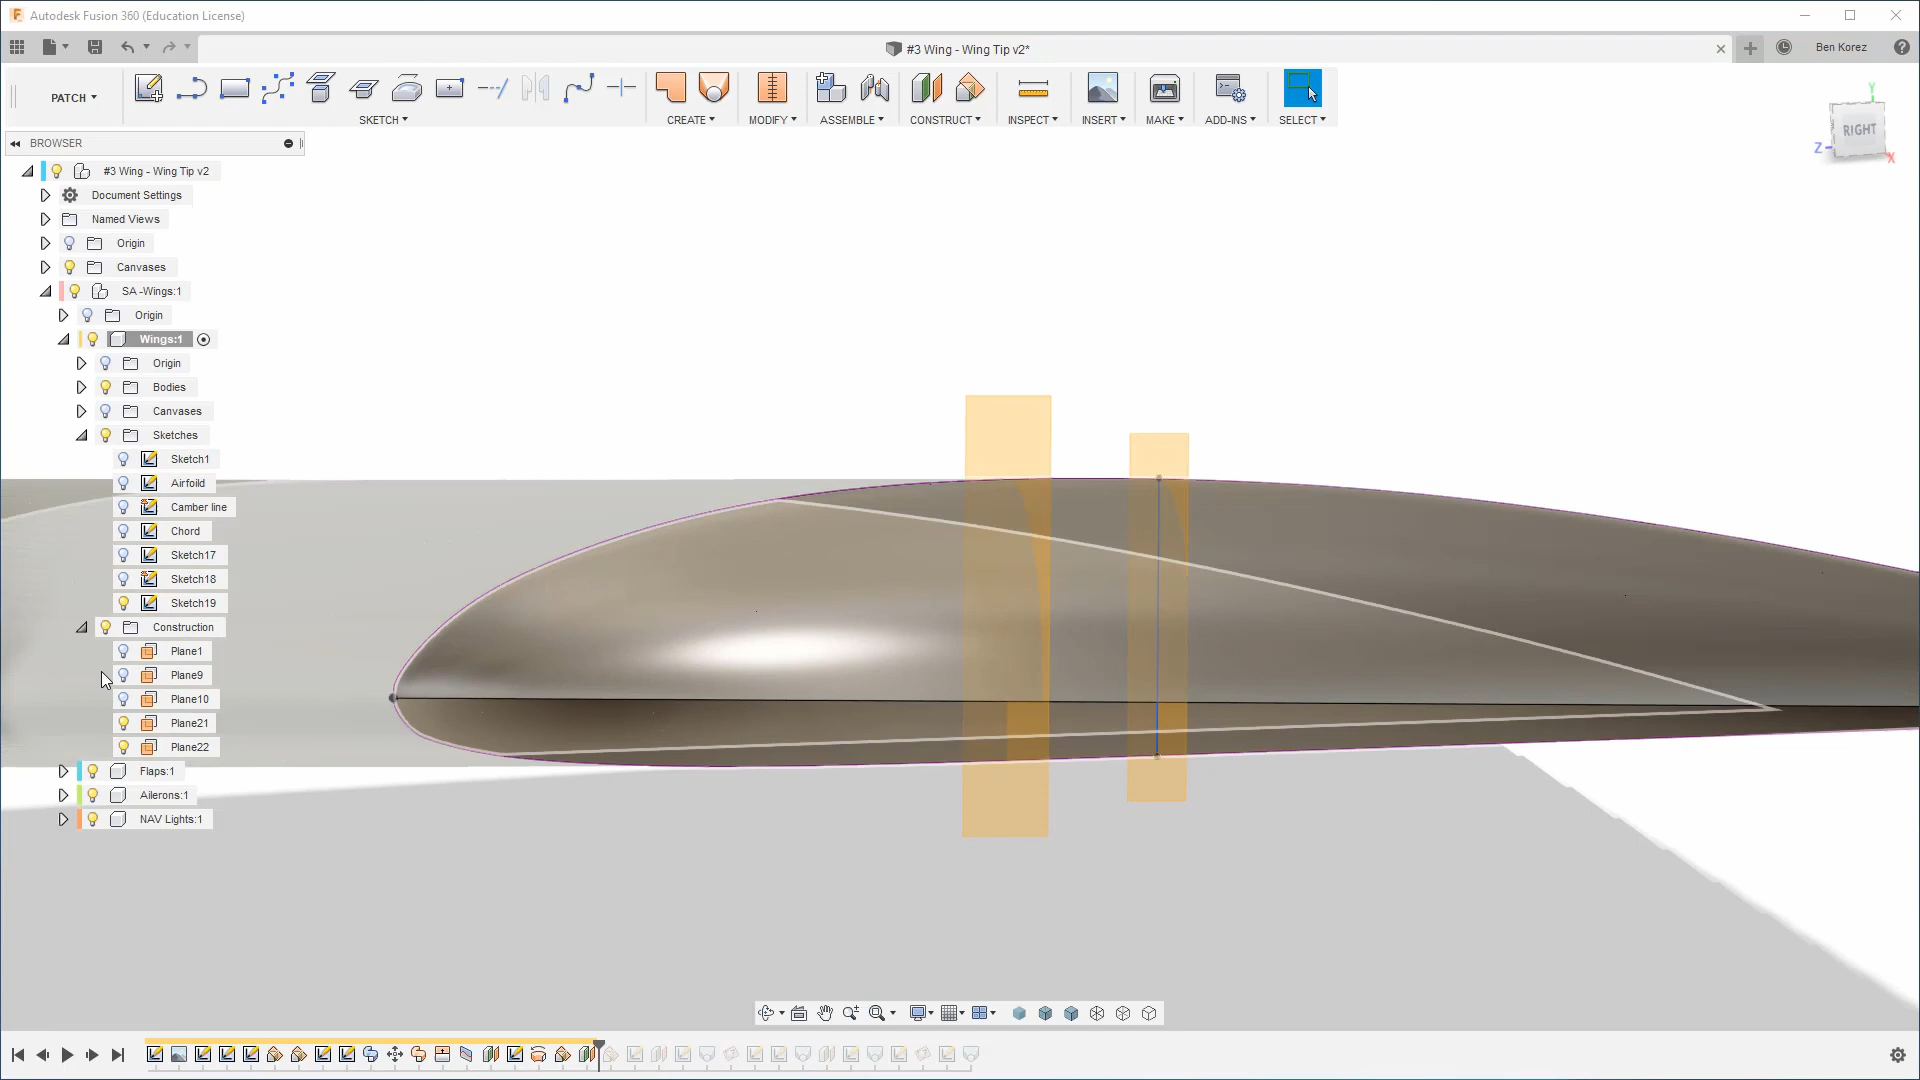 Autodesk Fusion 360 (Education License)
#3 Wing - Wing Tip v2*
Ben Korez
PATCH
SKETCH
CREATE
MODIFY
ASSEMBLE
CONSTRUCT
INSPECT
INSERT
MAKE
ADD-INS
SELECT
Y
RIGHT
Z
X
BROWSER
#3 Wing - Wing Tip v2
Document Settings
Named Views
Origin
Canvases
SA -Wings:1
Origin
Wings:1
Origin
Bodies
Canvases
Sketches
Sketch1
Airfoild
Camber line
Chord
Sketch17
Sketch18
Sketch19
Construction
Plane1
Plane9
Plane10
Plane21
Plane22
Flaps:1
Ailerons:1
NAV Lights:1